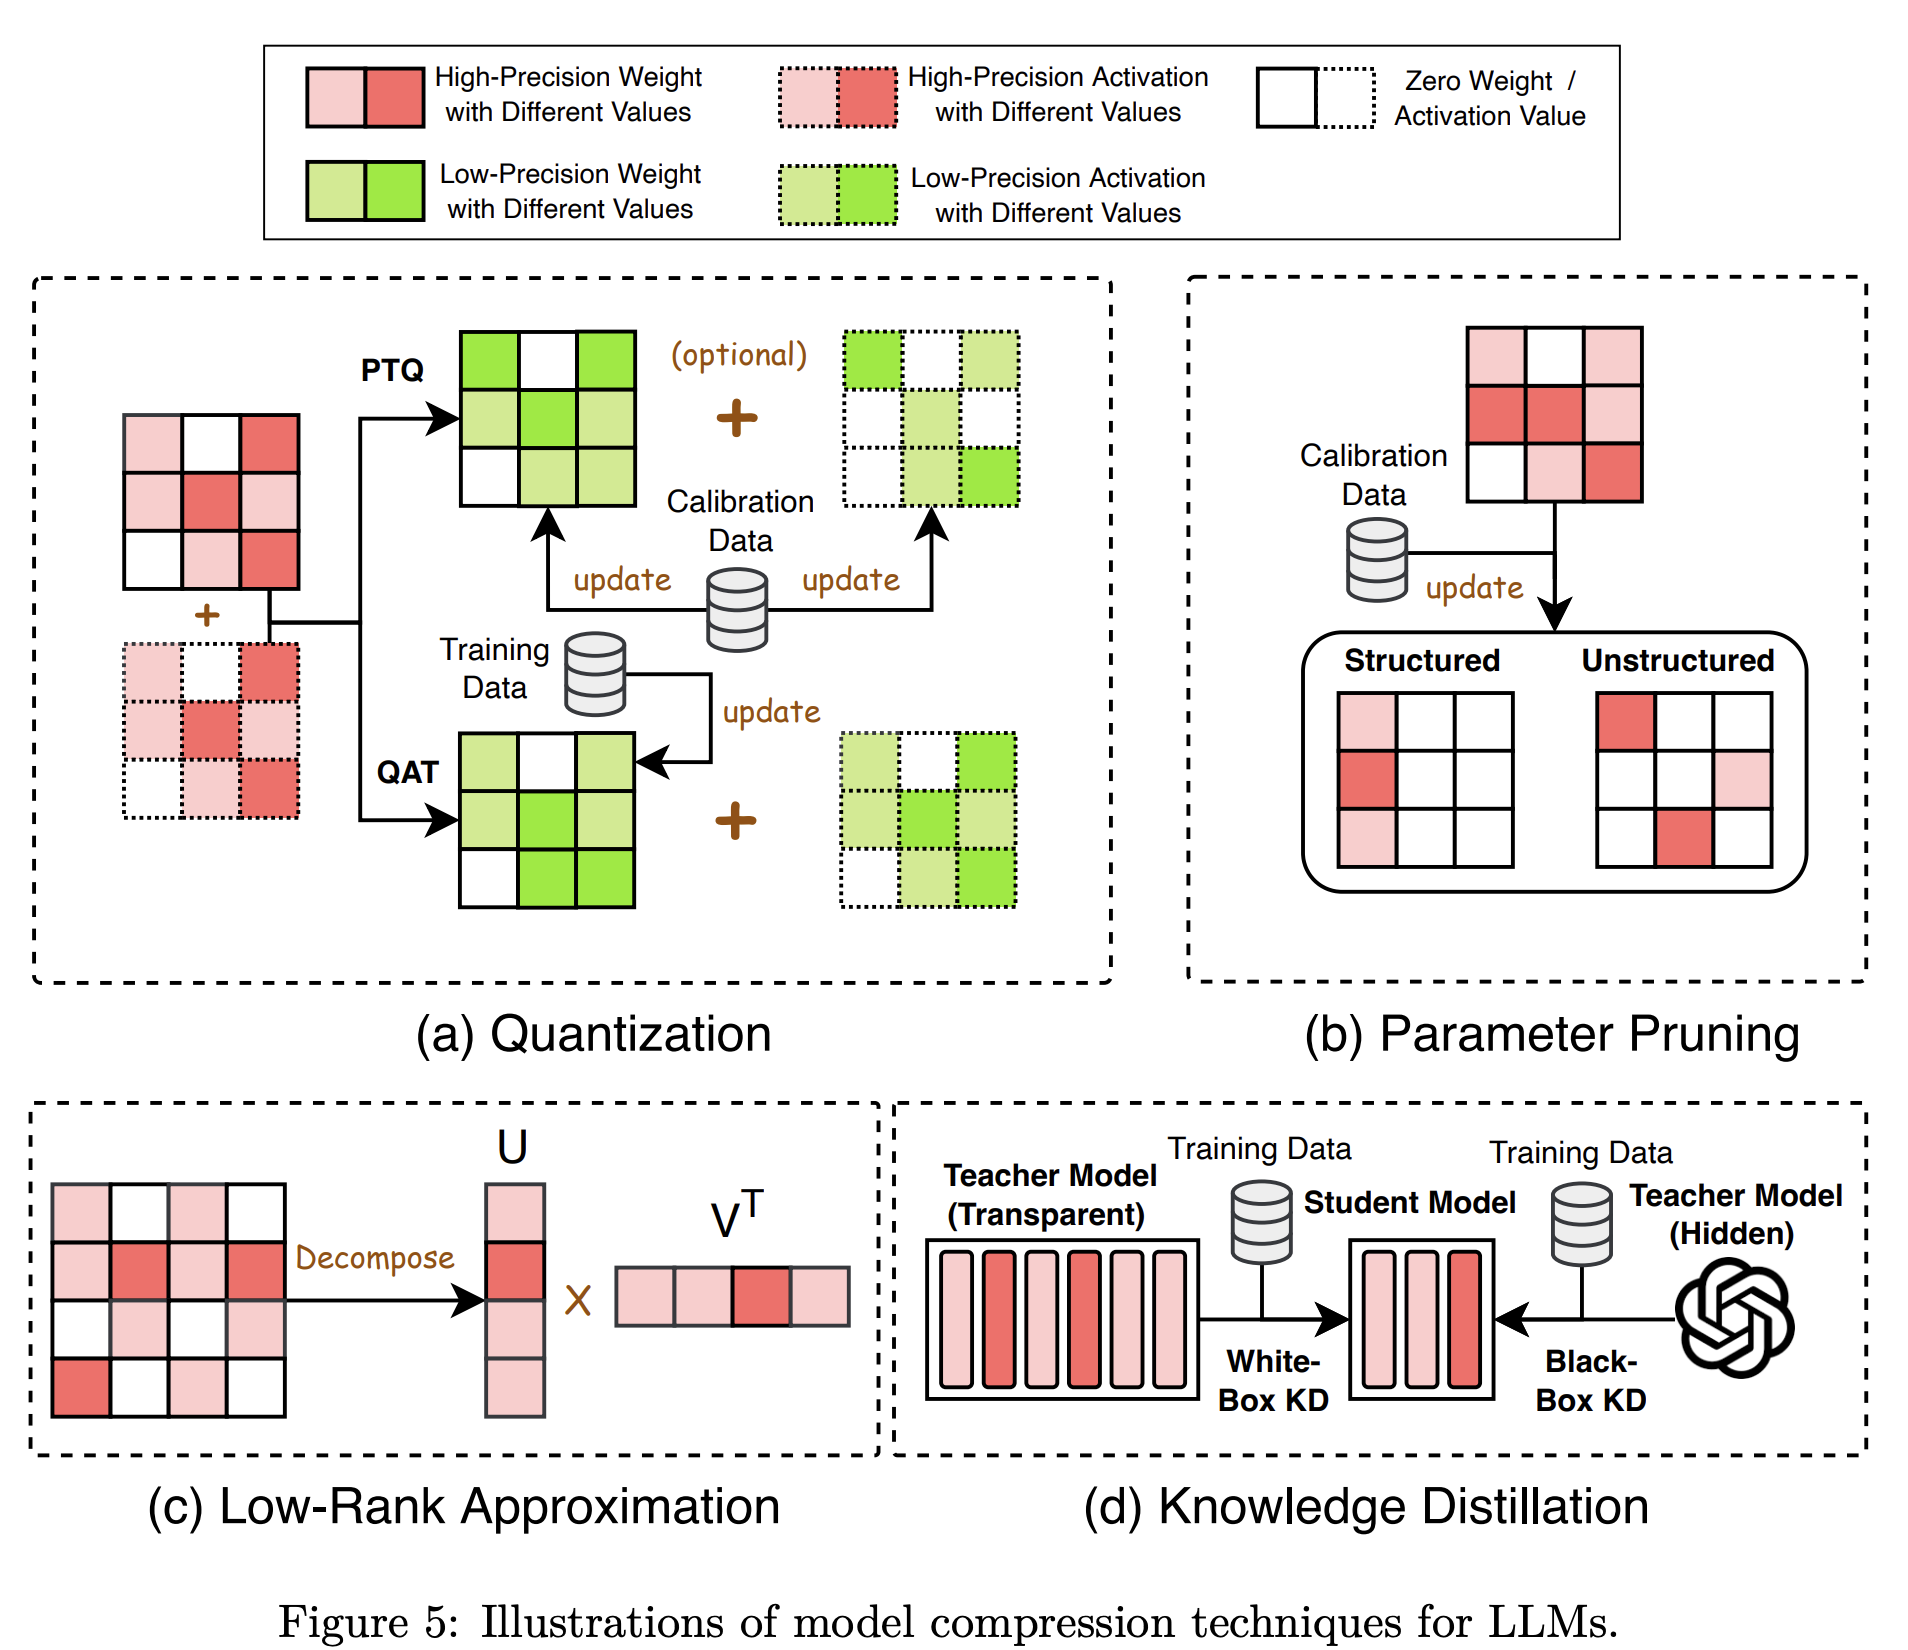 High-Precision Weight
with Different Values
High-Precision Activation
with Different Values
Zero Weight /
Activation Value
Low-Precision Weight
with Different Values
Low-Precision Activation
with Different Values
PTQ
(optional)
+
Calibration
Data
update
update
+
Training
Data
update
QAT
+
(a) Quantization
Calibration
Data
update
Structured
Unstructured
(b) Parameter Pruning
U
V^T
Decompose
X
(c) Low-Rank Approximation
Teacher Model
(Transparent)
Training Data
Student Model
Training Data
Teacher Model
(Hidden)
White-
Box KD
Black-
Box KD
(d) Knowledge Distillation
Figure 5: Illustrations of model compression techniques for LLMs.